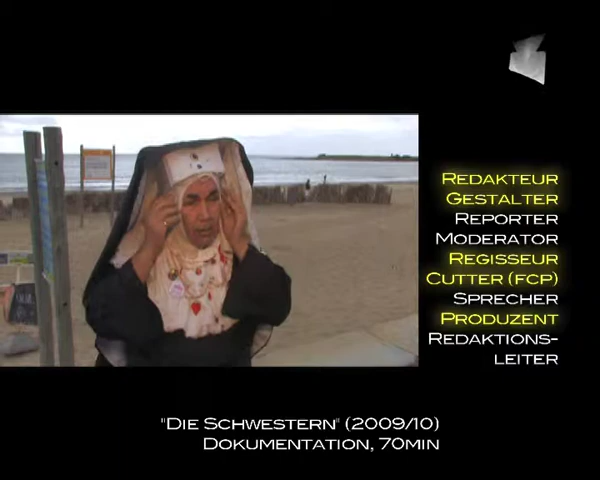 Redakteur
Gestalter
Reporter
Moderator
Regisseur
Cutter (fcp)
Sprecher
Produzent
Redaktions-
leiter
"Die Schwestern" (2009/10)
Dokumentation, 70min